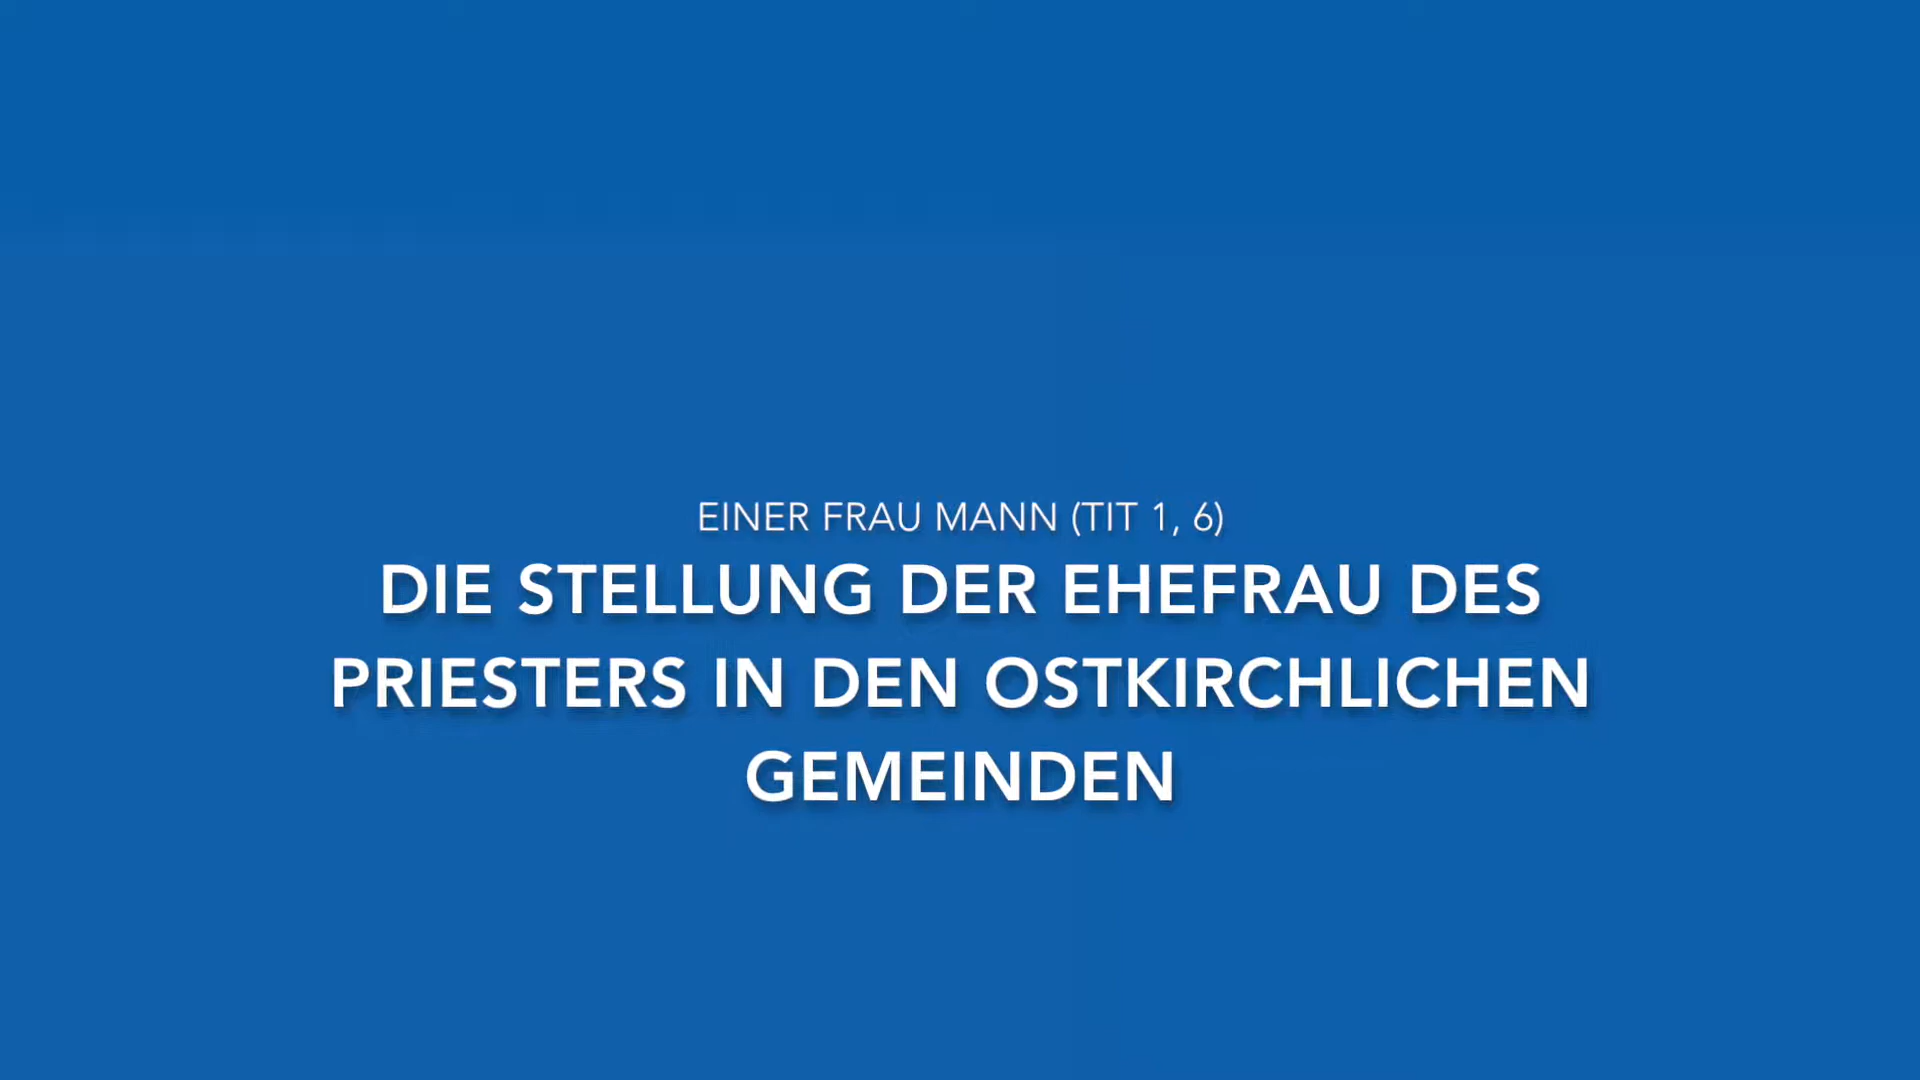 EINER FRAU MANN (TIT 1, 6)
DIE STELLUNG DER EHEFRAU DES
PRIESTERS IN DEN OSTKIRCHLICHEN
GEMEINDEN